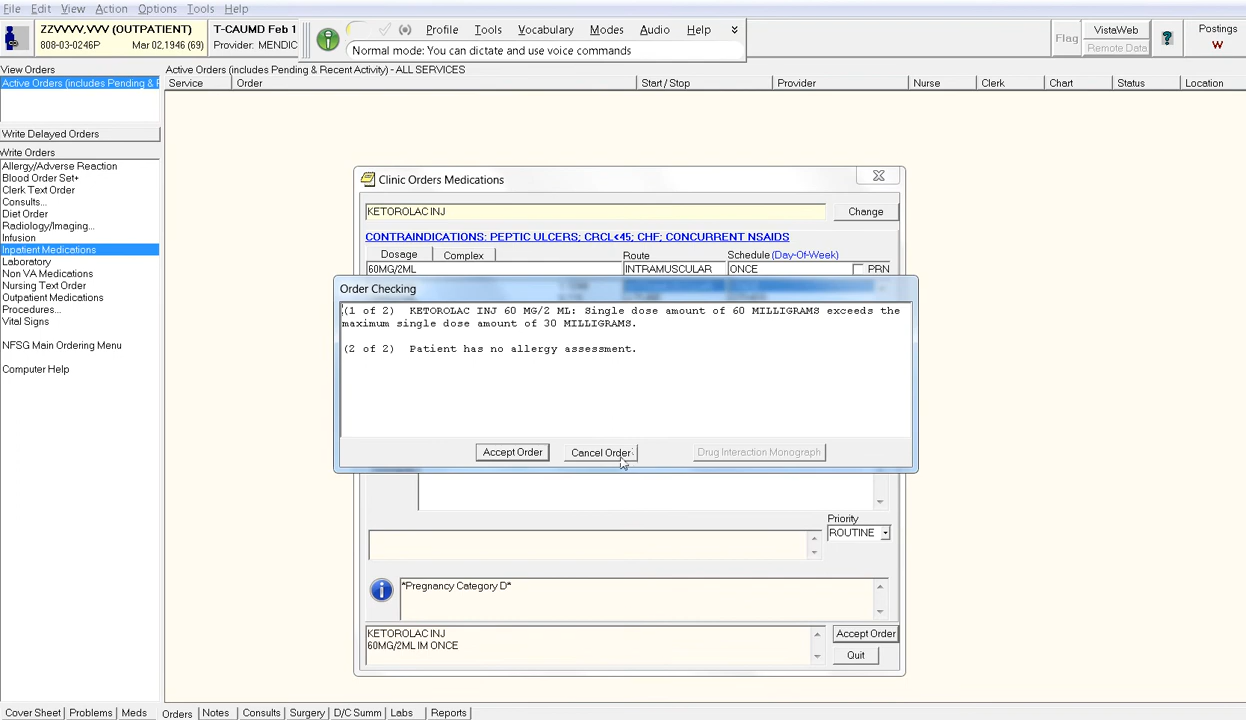 File Edit View Action Options Tools Help
ZZVVVV,VVV (OUTPATIENT)
808-03-0246P Mar 02,1946 (69)
T-CAUMD Feb 1
Provider: MENDIC
Profile Tools Vocabulary Modes Audio Help
Normal mode: You can dictate and use voice commands
Flag
VistaWeb
Remote Data
?
Postings
W
View Orders
Active Orders (includes Pending & F
Active Orders (includes Pending & Recent Activity) - ALL SERVICES
Service Order Start / Stop Provider Nurse Clerk Chart Status Location
Write Delayed Orders
Write Orders
Allergy/Adverse Reaction
Blood Order Set+
Clerk Text Order
Consults...
Diet Order
Radiology/Imaging...
Infusion
Inpatient Medications
Laboratory
Non VA Medications
Nursing Text Order
Outpatient Medications
Procedures...
Vital Signs
NFSG Main Ordering Menu
Computer Help
Clinic Orders Medications
KETOROLAC INJ
Change
CONTRAINDICATIONS: PEPTIC ULCERS; CRCL<45; CHF; CONCURRENT NSAIDS
Dosage Complex Route Schedule (Day-Of-Week)
60MG/2ML INTRAMUSCULAR ONCE PRN
Order Checking
(1 of 2) KETOROLAC INJ 60 MG/2 ML: Single dose amount of 60 MILLIGRAMS exceeds the
maximum single dose amount of 30 MILLIGRAMS.
(2 of 2) Patient has no allergy assessment.
Accept Order Cancel Order Drug Interaction Monograph
Priority
ROUTINE
i
*Pregnancy Category D*
KETOROLAC INJ
60MG/2ML IM ONCE
Accept Order
Quit
Cover Sheet Problems Meds Orders Notes Consults Surgery D/C Summ Labs Reports